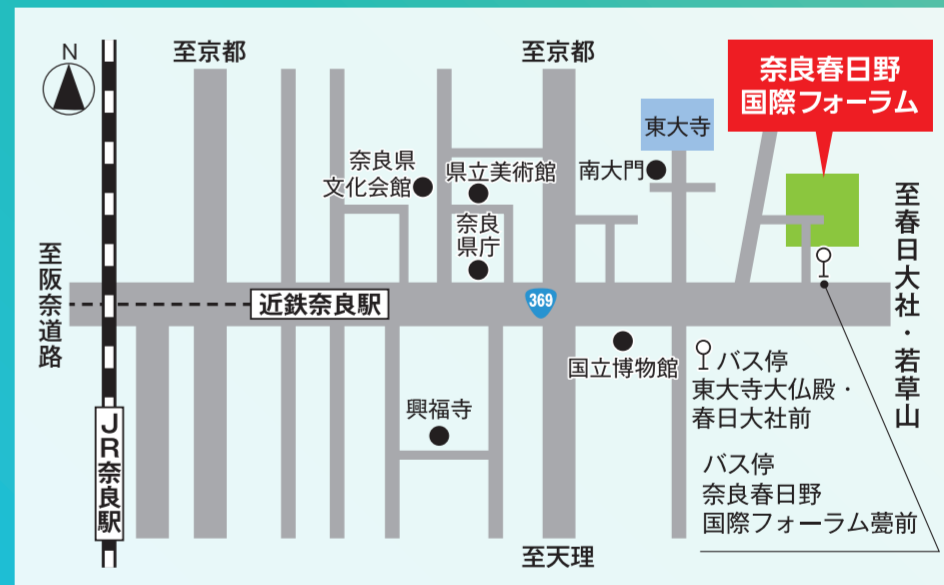 N
至京都
至京都
奈良春日野
国際フォーラム
東大寺
奈良県
文化会館
県立美術館
南大門
奈良
県庁
至春日大社・若草山
至阪奈道路
近鉄奈良駅
369
国立博物館
バス停
東大寺大仏殿・
春日大社前
興福寺
JR奈良駅
バス停
奈良春日野
国際フォーラム甍前
至天理